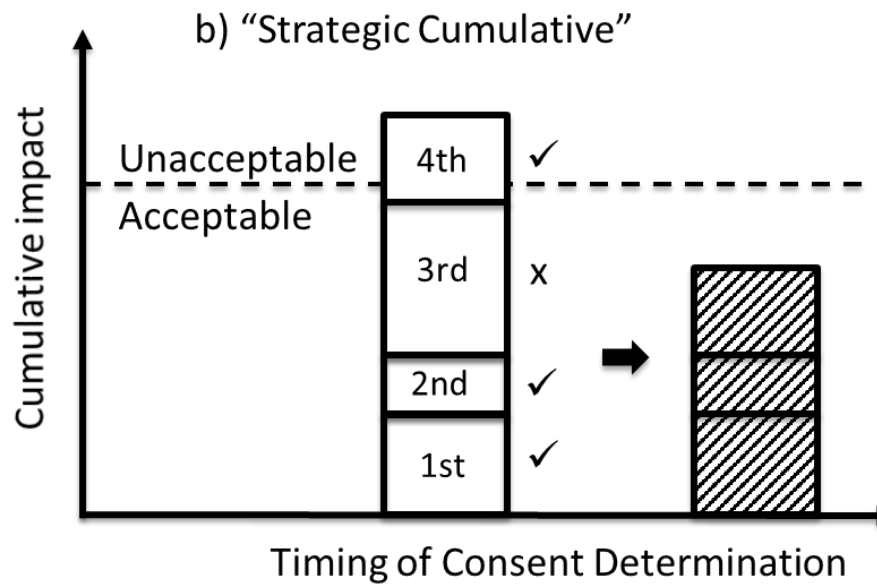 b) “Strategic Cumulative”
Cumulative impact
Unacceptable
4th ✓
Acceptable
3rd x
2nd ✓
1st ✓
Timing of Consent Determination